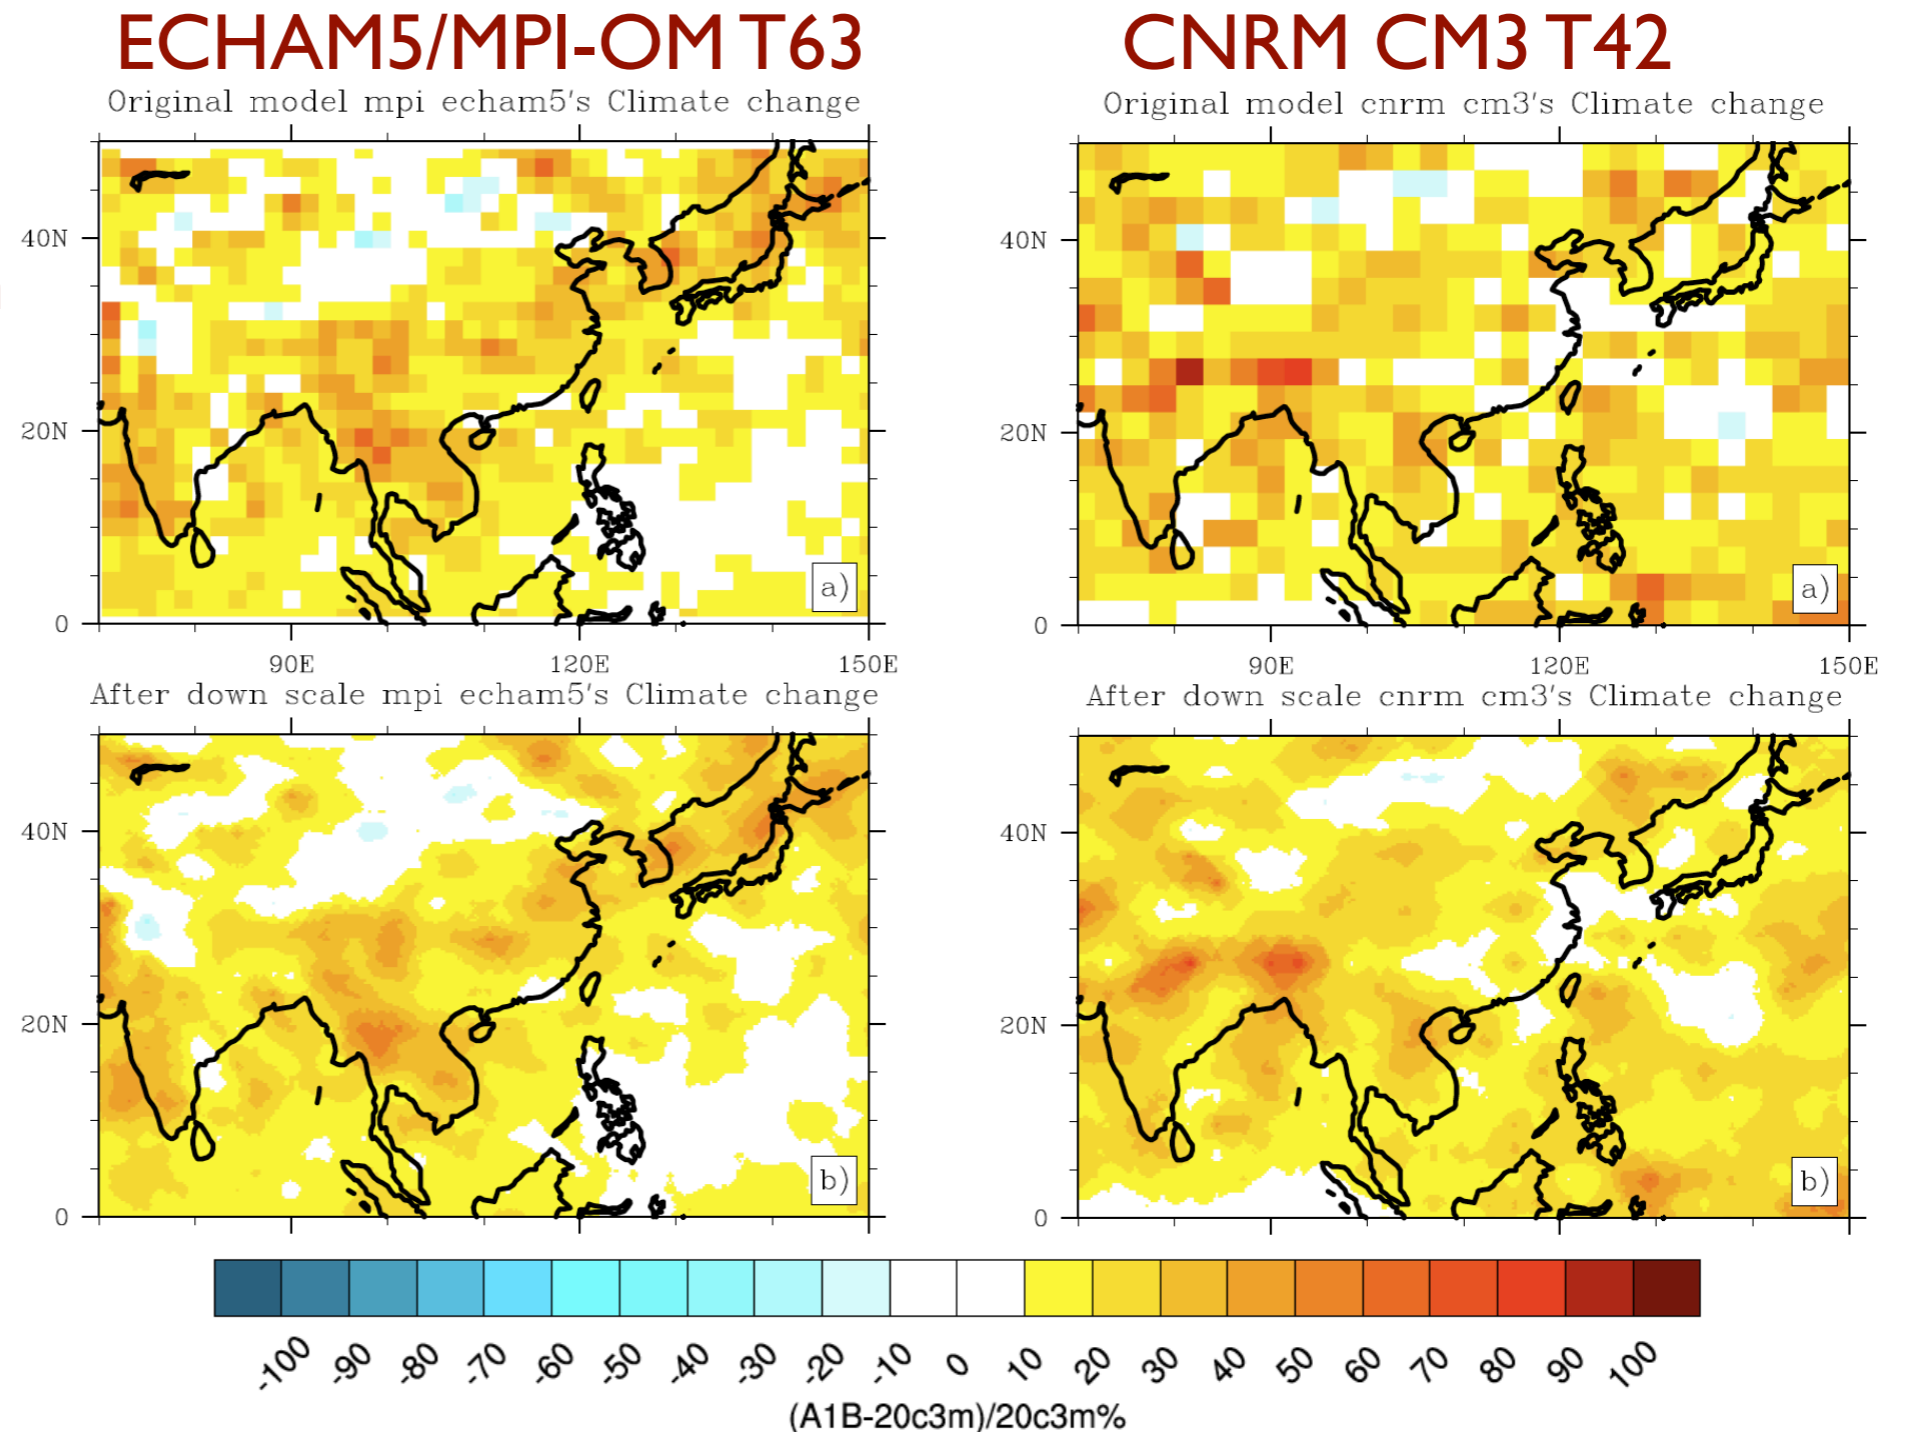 ECHAM5/MPI-OM T63
CNRM CM3 T42
Original model mpi echam5's Climate change
Original model cnrm cm3's Climate change
40N
20N
0
90E
120E
150E
a)
40N
20N
0
90E
120E
150E
a)
After down scale mpi echam5's Climate change
After down scale cnrm cm3's Climate change
40N
20N
0
b)
40N
20N
0
b)
-100 -90 -80 -70 -60 -50 -40 -30 -20 -10 0 10 20 30 40 50 60 70 80 90 100
(A1B-20c3m)/20c3m%